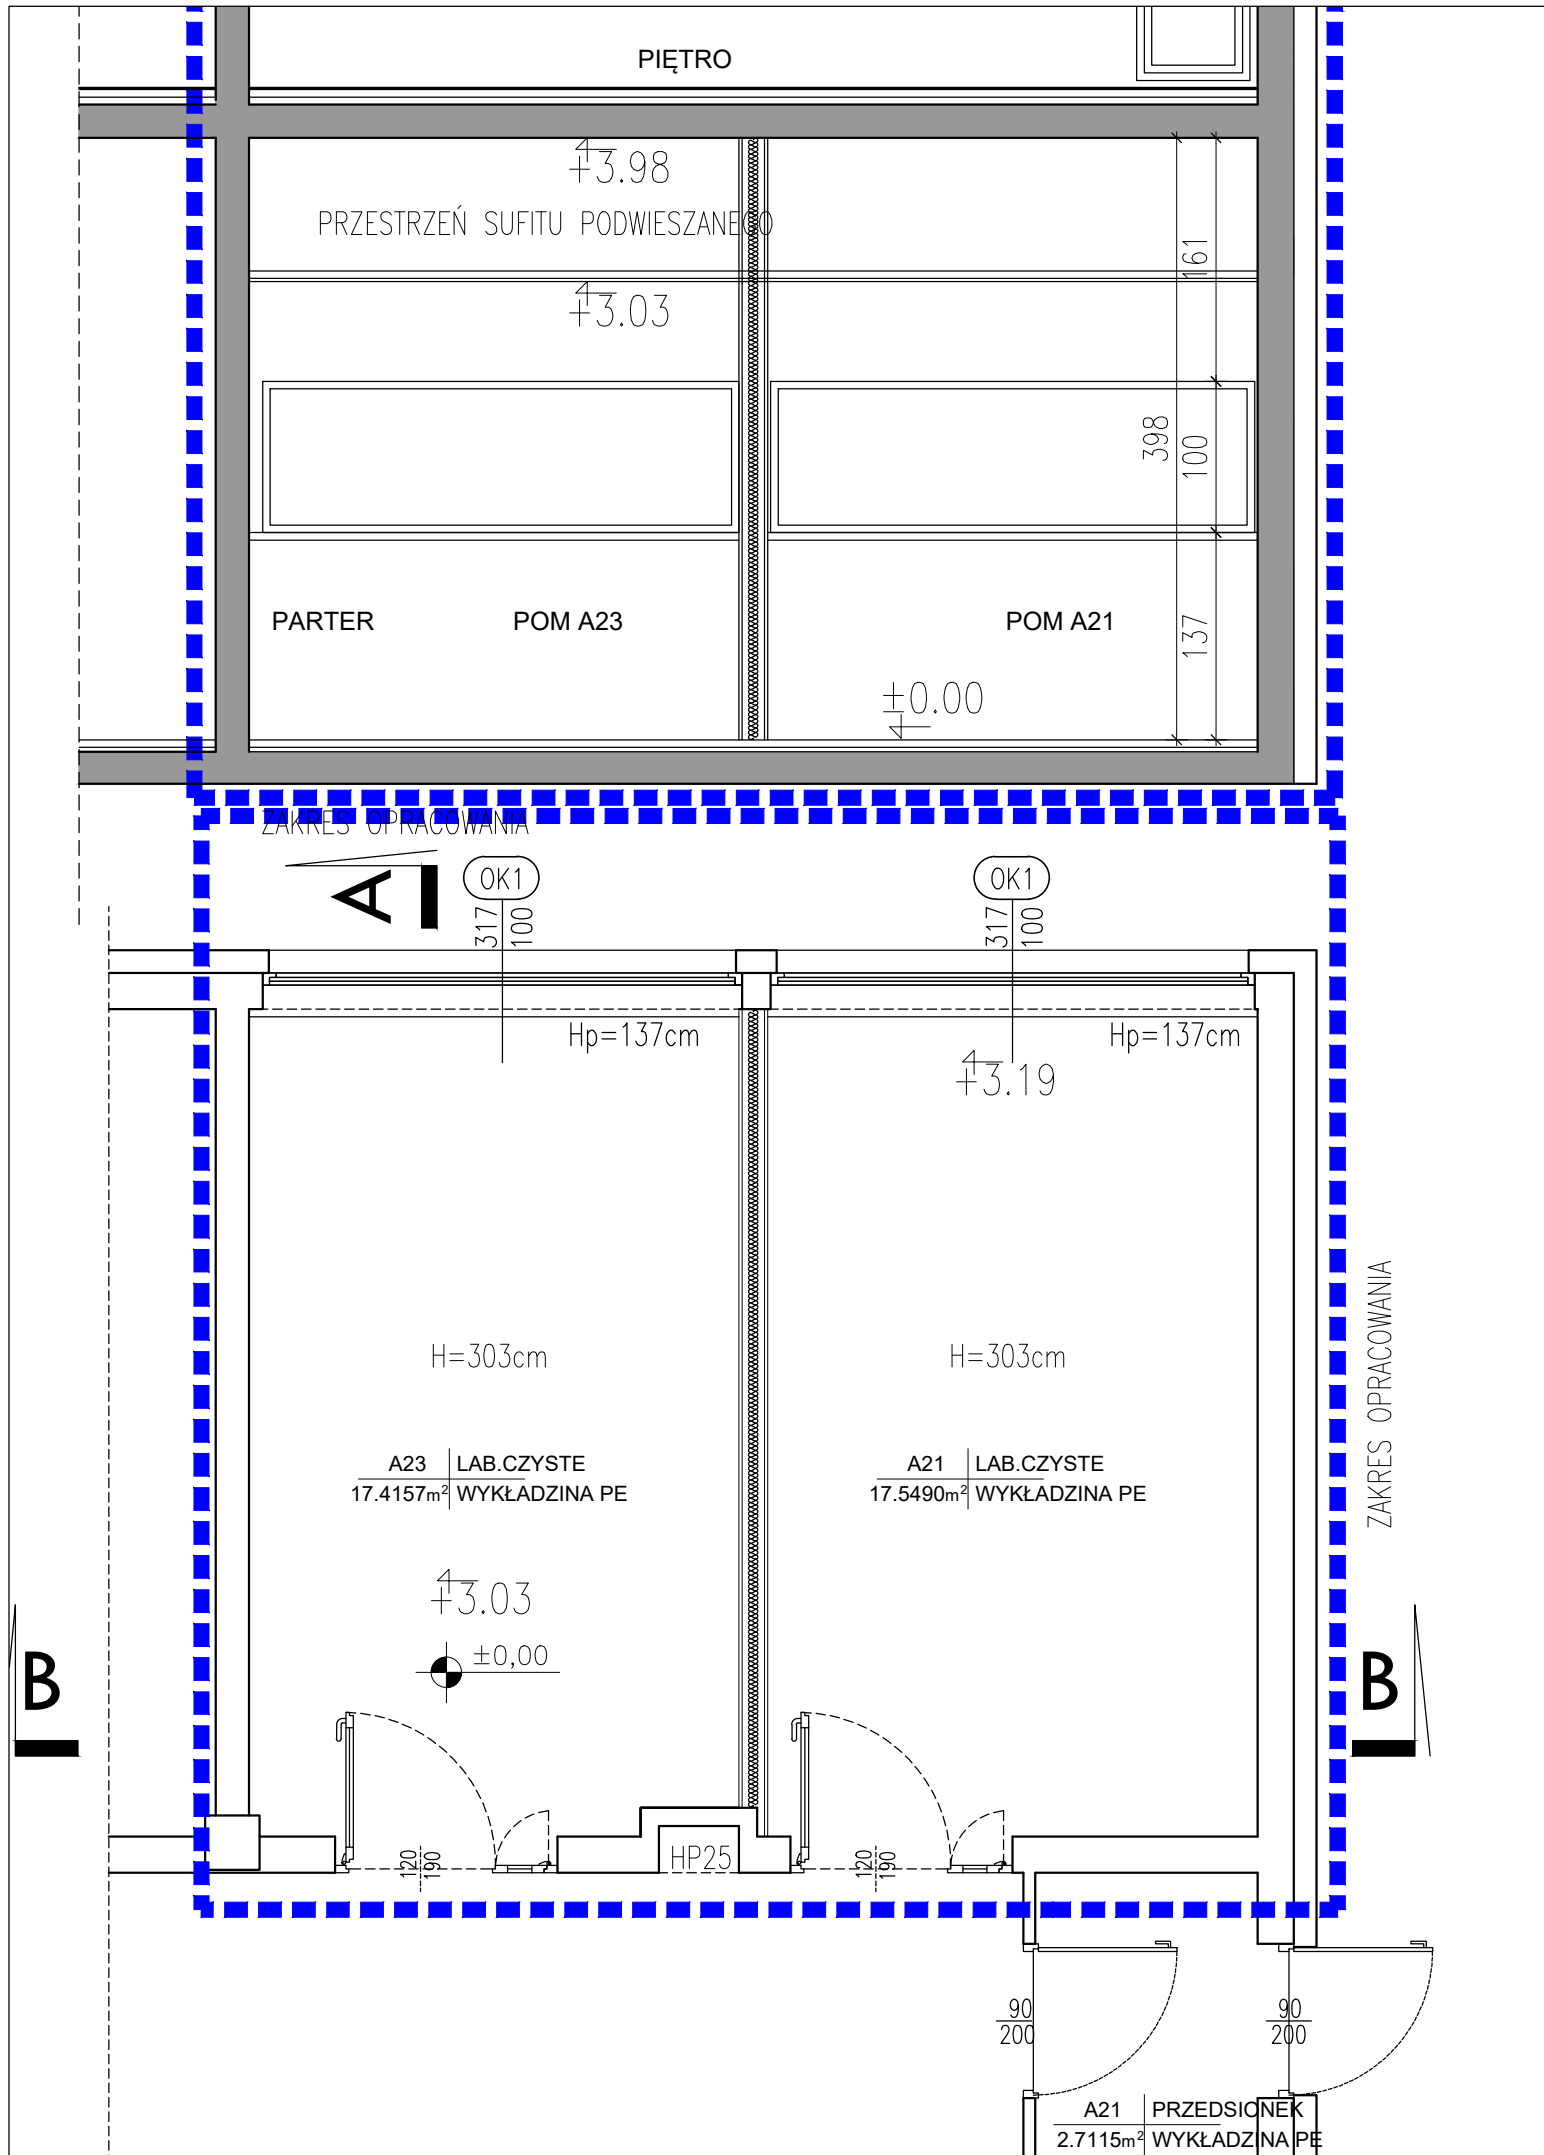 PIĘTRO
+3.98
PRZESTRZEŃ SUFITU PODWIESZANEGO
161
+3.03
398
100
PARTER
POM A23
POM A21
137
±0.00
ZAKRES OPRACOWANIA
A
OK1
317
100
OK1
317
100
Hp=137cm
Hp=137cm
+3.19
ZAKRES OPRACOWANIA
H=303cm
H=303cm
A23 LAB.CZYSTE
17.4157m² WYKŁADZINA PE
A21 LAB.CZYSTE
17.5490m² WYKŁADZINA PE
+3.03
±0,00
B
B
120
190
HP25
120
190
90
200
90
200
A21 PRZEDSIONEK
2.7115m² WYKŁADZINA PE